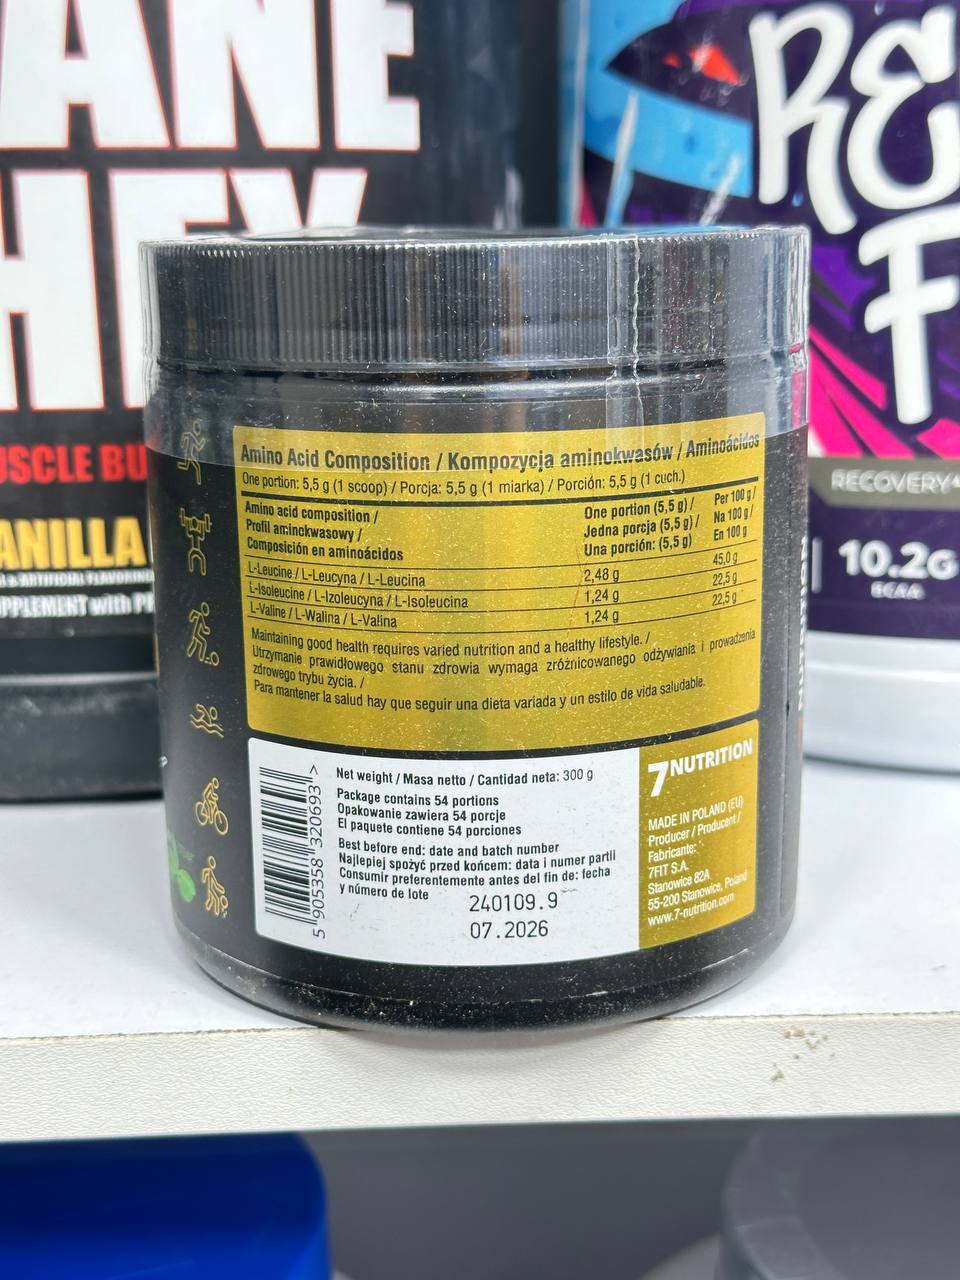 ANE
HEY
USCLE BU
ANILLA
UPPLEMENT with PR
RE
F
RECOVERY
10.2G
BCAA
Amino Acid Composition / Kompozycja aminokwasów / Aminoácidos
One portion: 5,5 g (1 scoop) / Porcja: 5,5 g (1 miarka) / Porción: 5,5 g (1 cuch.)
Amino acid composition /
Profil aminokwasowy /
Composición en aminoácidos
One portion (5,5 g) /
Jedna porcja (5,5 g) /
Una porción: (5,5 g)
Per 100 g /
Na 100 g /
En 100 g
L-Leucine / L-Leucyna / L-Leucina 2,48 g 45,0 g
L-Isoleucine / L-Izoleucyna / L-Isoleucina 1,24 g 22,5 g
L-Valine / L-Walina / L-Valina 1,24 g 22,5 g
Maintaining good health requires varied nutrition and a healthy lifestyle. /
Utrzymanie prawidłowego stanu zdrowia wymaga zróżnicowanego odżywiania i prowadzenia
zdrowego trybu życia. /
Para mantener la salud hay que seguir una dieta variada y un estilo de vida saludable.
5 905358 320693 >
Net weight / Masa netto / Cantidad neta: 300 g
Package contains 54 portions
Opakowanie zawiera 54 porcje
El paquete contiene 54 porciones
Best before end: date and batch number
Najlepiej spożyć przed końcem: data i numer partii
Consumir preferentemente antes del fin de: fecha
y número de lote
240109.9
07.2026
7NUTRITION
MADE IN POLAND (EU)
Producer / Producent /
Fabricante:
7FIT S.A.
Stanowice 82A
55-200 Stanowice, Poland
www.7-nutrition.com